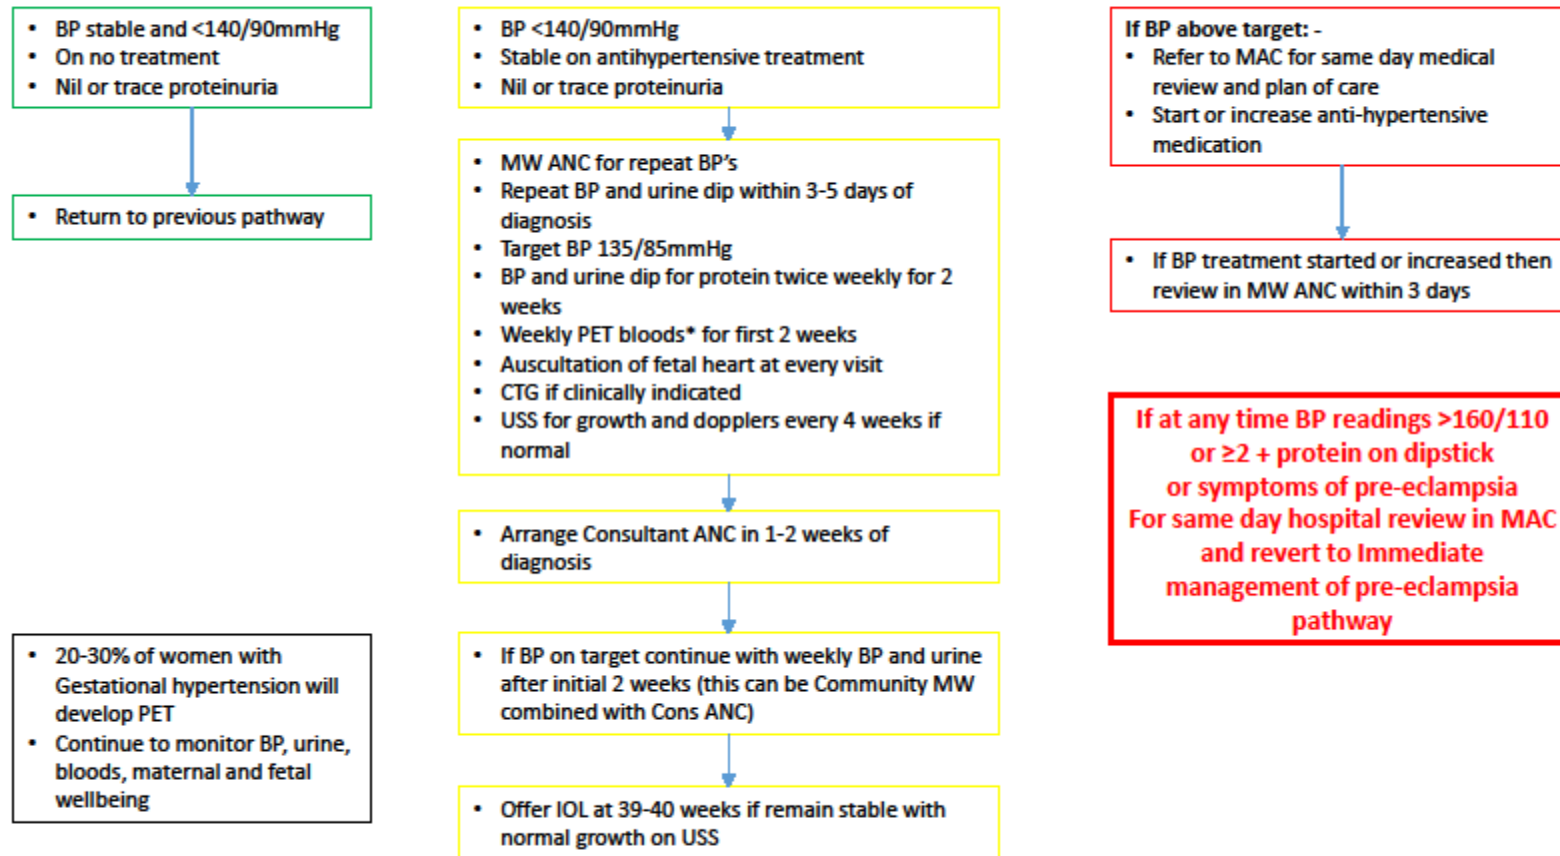 • BP stable and <140/90mmHg
• On no treatment
• Nil or trace proteinuria
• Return to previous pathway
• 20-30% of women with
Gestational hypertension will
develop PET
• Continue to monitor BP, urine,
bloods, maternal and fetal
wellbeing
• BP <140/90mmHg
• Stable on antihypertensive treatment
• Nil or trace proteinuria
• MW ANC for repeat BP's
• Repeat BP and urine dip within 3-5 days of
diagnosis
• Target BP 135/85mmHg
• BP and urine dip for protein twice weekly for 2
weeks
• Weekly PET bloods* for first 2 weeks
• Auscultation of fetal heart at every visit
• CTG if clinically indicated
• USS for growth and dopplers every 4 weeks if
normal
• Arrange Consultant ANC in 1-2 weeks of
diagnosis
• If BP on target continue with weekly BP and urine
after initial 2 weeks (this can be Community MW
combined with Cons ANC)
• Offer IOL at 39-40 weeks if remain stable with
normal growth on USS
If BP above target: -
• Refer to MAC for same day medical
review and plan of care
• Start or increase anti-hypertensive
medication
• If BP treatment started or increased then
review in MW ANC within 3 days
If at any time BP readings >160/110
or ≥2 + protein on dipstick
or symptoms of pre-eclampsia
For same day hospital review in MAC
and revert to Immediate
management of pre-eclampsia
pathway